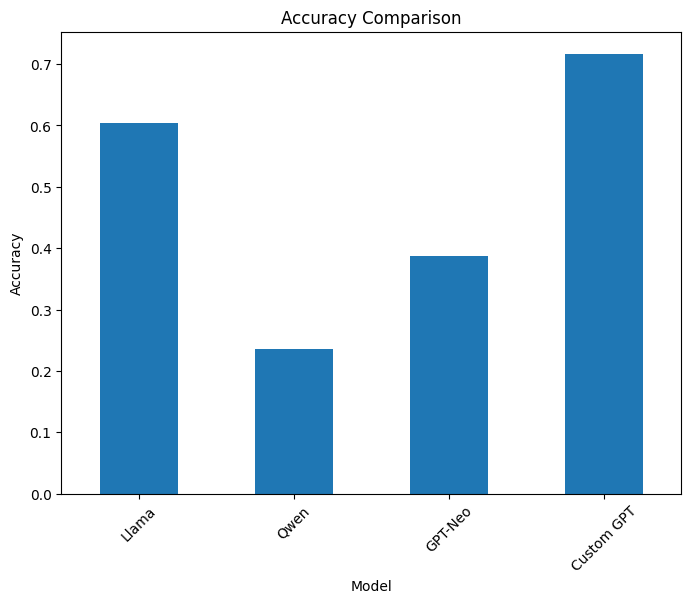 Accuracy Comparison
Accuracy
0.7
0.6
0.5
0.4
0.3
0.2
0.1
0.0
Llama
Qwen
GPT-Neo
Custom GPT
Model